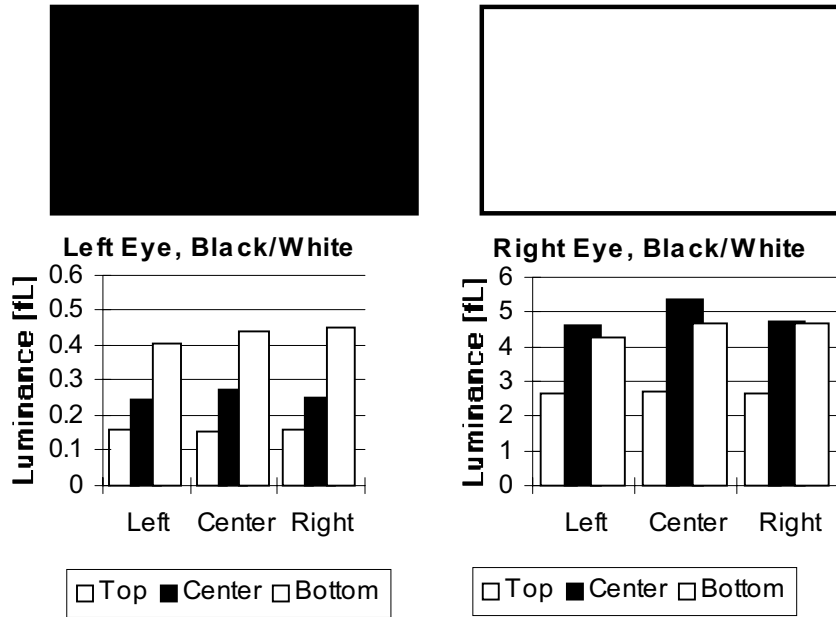 Left Eye, Black/White
Luminance [fL]
0.6
0.5
0.4
0.3
0.2
0.1
0
Left Center Right
Top Center Bottom
Right Eye, Black/White
Luminance [fL]
6
5
4
3
2
1
0
Left Center Right
Top Center Bottom